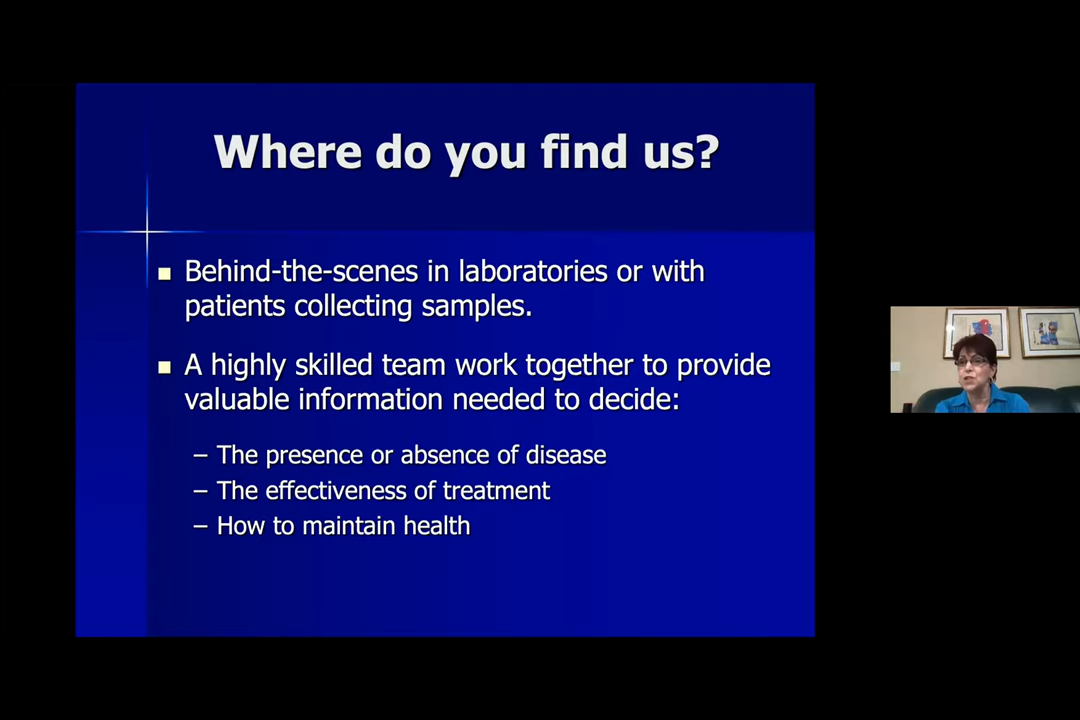 Where do you find us?
Behind-the-scenes in laboratories or with
patients collecting samples.
A highly skilled team work together to provide
valuable information needed to decide:
– The presence or absence of disease
– The effectiveness of treatment
– How to maintain health